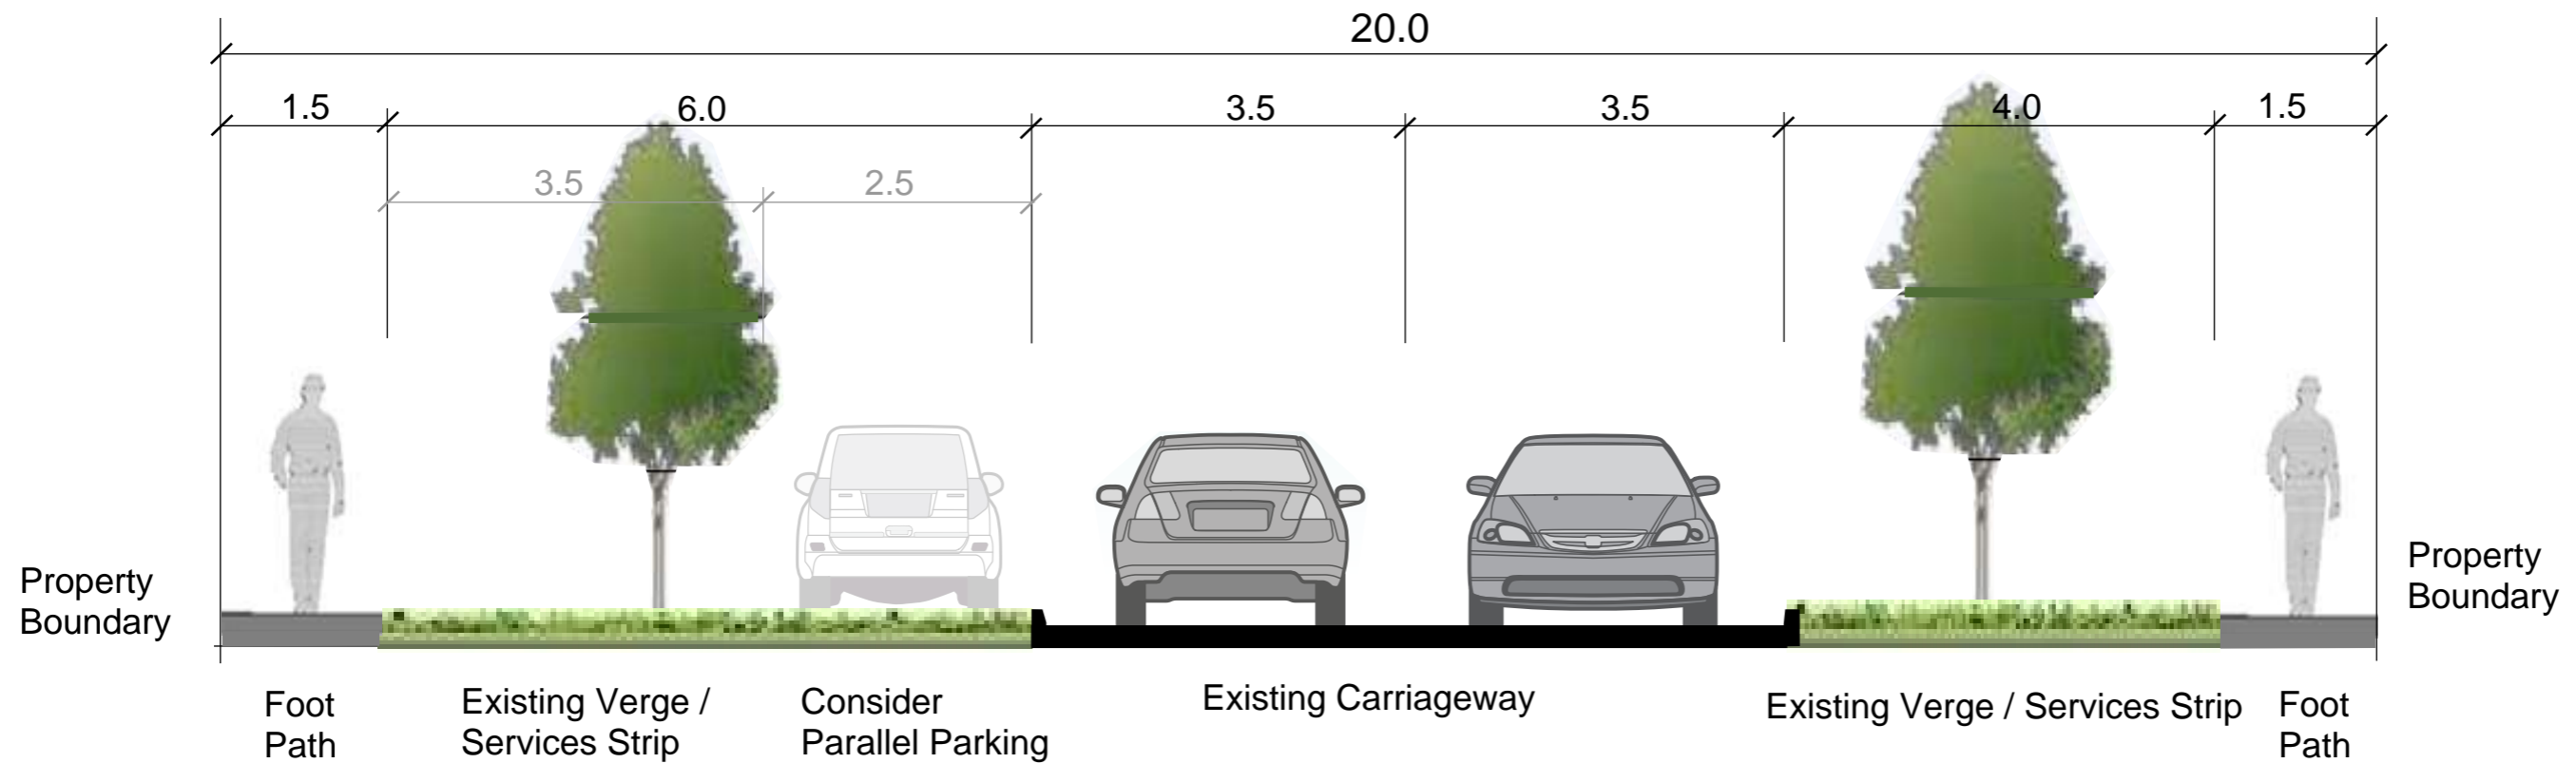 20.0
1.5
6.0
3.5
3.5
4.0
1.5
3.5
2.5
Property
Boundary
Property
Boundary
Foot
Path
Existing Verge /
Services Strip
Consider
Parallel Parking
Existing Carriageway
Existing Verge / Services Strip
Foot
Path